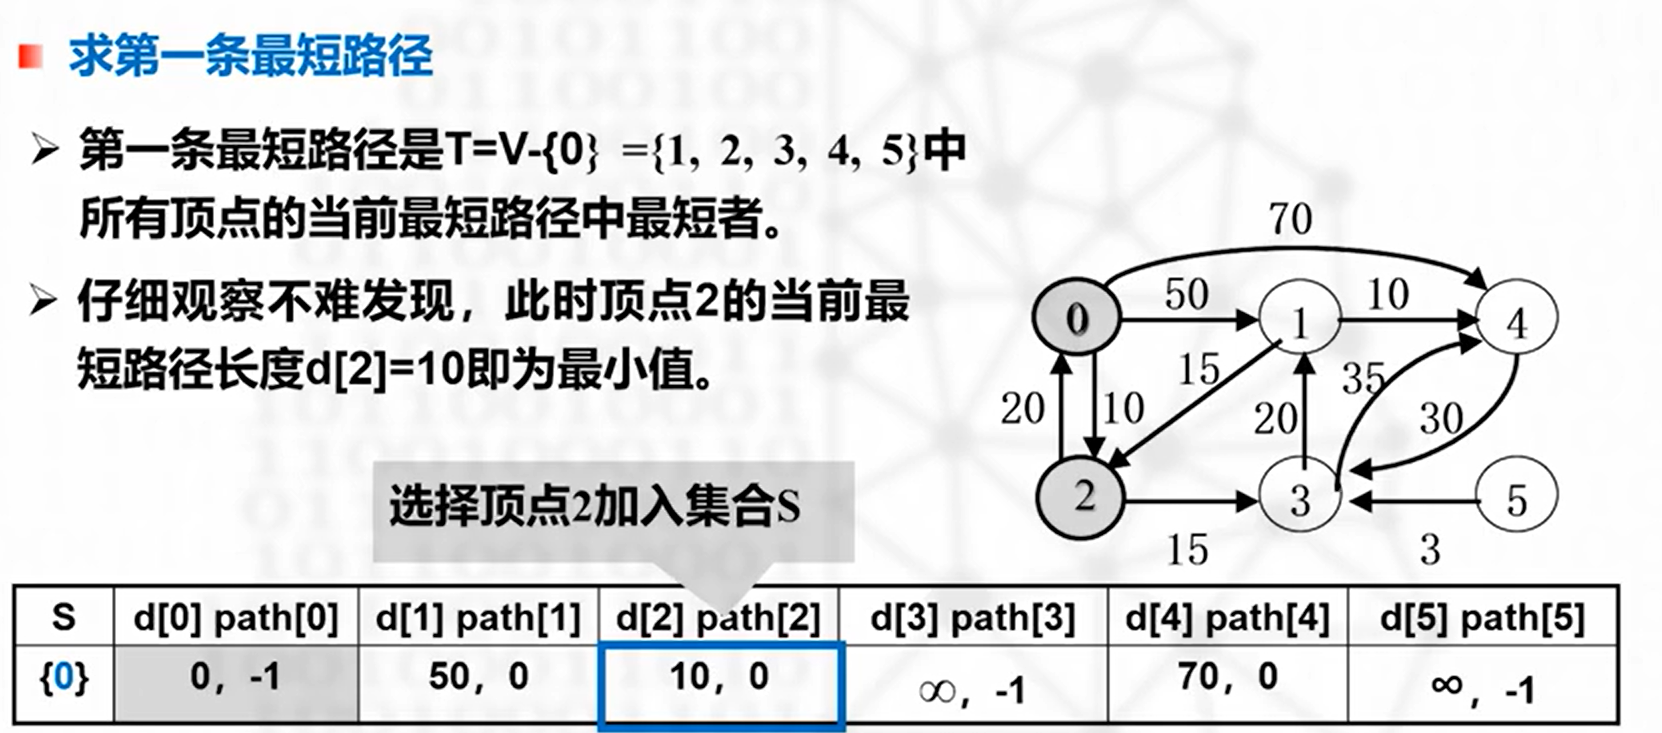 求第一条最短路径
第一条最短路径是T=V-{0} ={1, 2, 3, 4, 5}中
所有顶点的当前最短路径中最短者。
仔细观察不难发现，此时顶点2的当前最
短路径长度d[2]=10即为最小值。
70
0 50 1 10 4
15 35
20 10 20 30
2 3 5
15 3
选择顶点2加入集合S
S d[0] path[0] d[1] path[1] d[2] path[2] d[3] path[3] d[4] path[4] d[5] path[5]
{0} 0, -1 50, 0 10, 0 ∞, -1 70, 0 ∞, -1